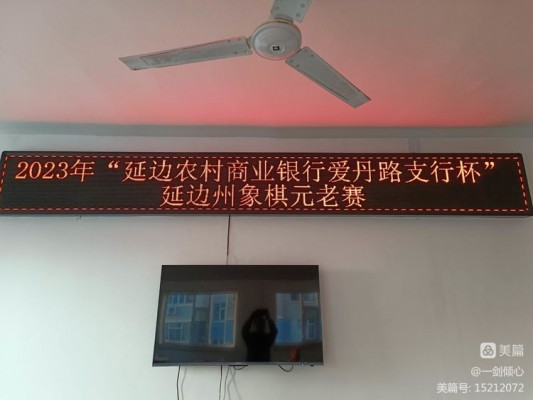 2023年“延边农村商业银行爱丹路支行杯”
延边州象棋元老赛
美篇
@一剑倾心
美篇号: 15212072